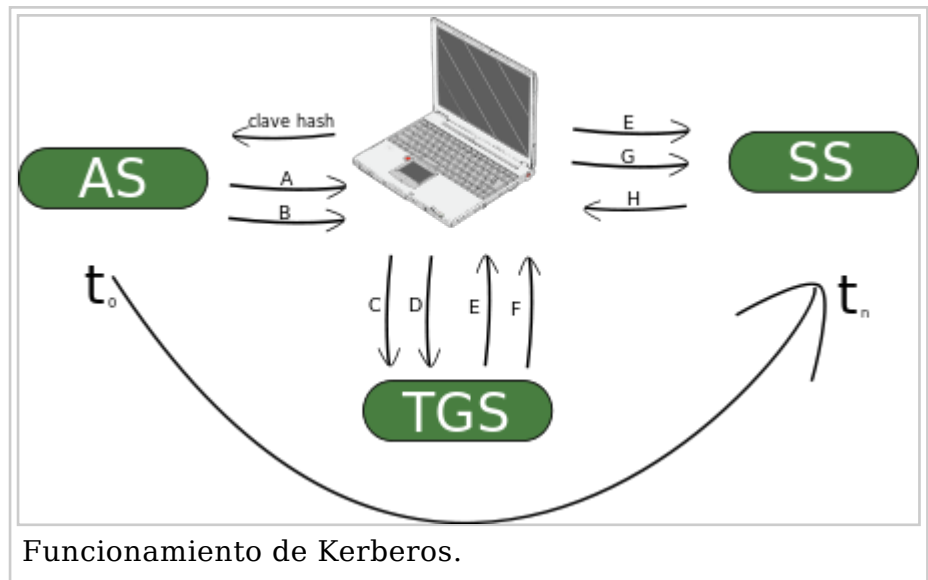 clave hash
E
G
H
AS
A
B
SS
t₀
C
D
E
F
tₙ
TGS
Funcionamiento de Kerberos.